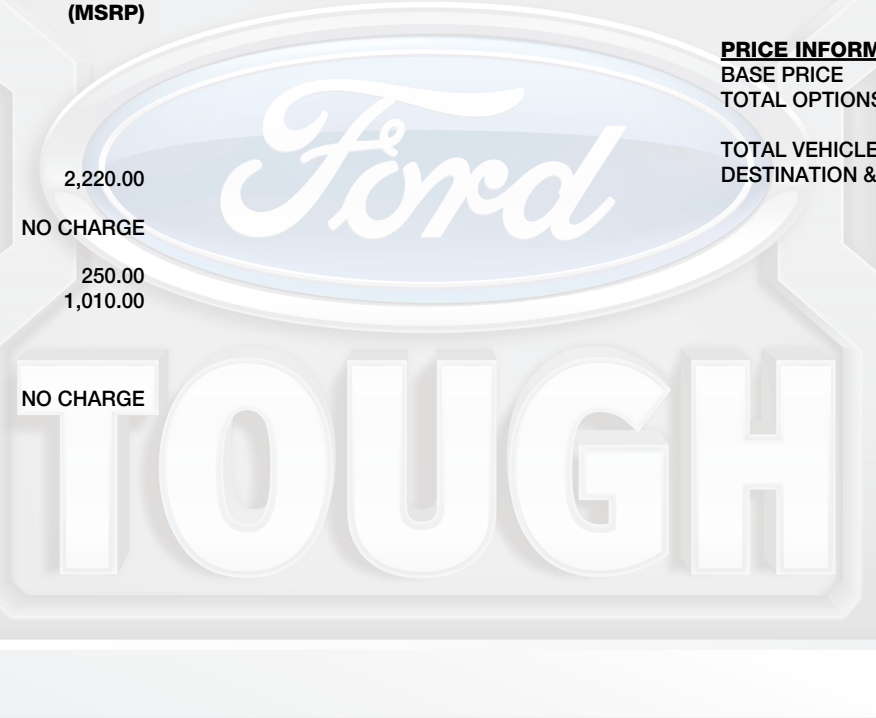 (MSRP)
PRICE INFORM
BASE PRICE
TOTAL OPTIONS
TOTAL VEHICLE
DESTINATION &
2,220.00
NO CHARGE
250.00
1,010.00
NO CHARGE
Ford
TOUGH